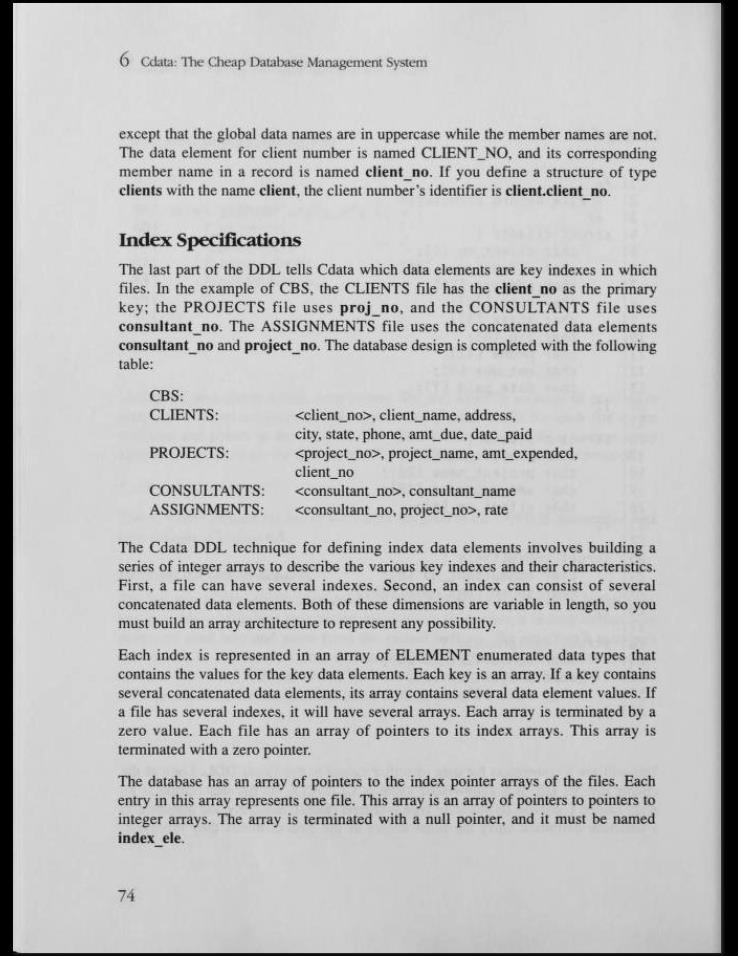 6 Cdata: The Cheap Database Management System
except that the global data names are in uppercase while the member names are not.
The data element for client number is named CLIENT_NO, and its corresponding
member name in a record is named client_no. If you define a structure of type
clients with the name client, the client number's identifier is client.client_no.
Index Specifications
The last part of the DDL tells Cdata which data elements are key indexes in which
files. In the example of CBS, the CLIENTS file has the client_no as the primary
key; the PROJECTS file uses proj_no, and the CONSULTANTS file uses
consultant_no. The ASSIGNMENTS file uses the concatenated data elements
consultant_no and project_no. The database design is completed with the following
table:
CBS:
CLIENTS: <client_no>, client_name, address,
city, state, phone, amt_due, date_paid
PROJECTS: <project_no>, project_name, amt_expended,
client_no
CONSULTANTS: <consultant_no>, consultant_name
ASSIGNMENTS: <consultant_no, project_no>, rate
The Cdata DDL technique for defining index data elements involves building a
series of integer arrays to describe the various key indexes and their characteristics.
First, a file can have several indexes. Second, an index can consist of several
concatenated data elements. Both of these dimensions are variable in length, so you
must build an array architecture to represent any possibility.
Each index is represented in an array of ELEMENT enumerated data types that
contains the values for the key data elements. Each key is an array. If a key contains
several concatenated data elements, its array contains several data element values. If
a file has several indexes, it will have several arrays. Each array is terminated by a
zero value. Each file has an array of pointers to its index arrays. This array is
terminated with a zero pointer.
The database has an array of pointers to the index pointer arrays of the files. Each
entry in this array represents one file. This array is an array of pointers to pointers to
integer arrays. The array is terminated with a null pointer, and it must be named
index_ele.
74